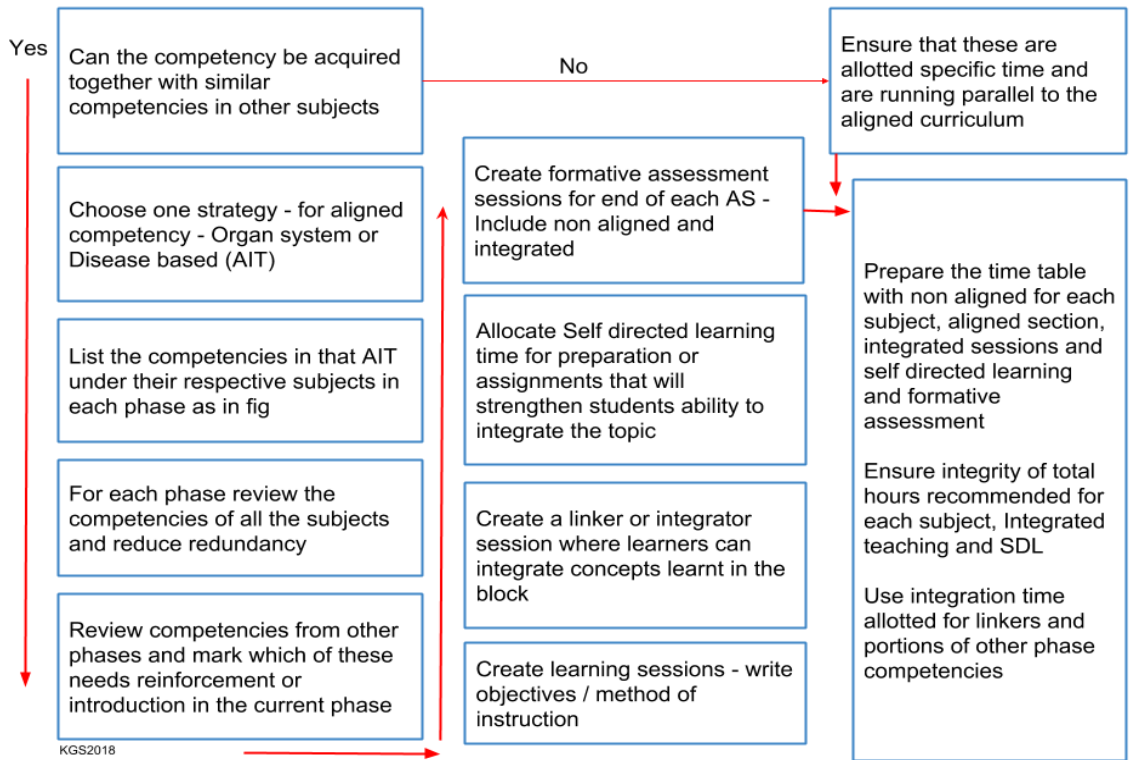 Yes
Can the competency be acquired
together with similar
competencies in other subjects
No
Ensure that these are
allotted specific time and
are running parallel to the
aligned curriculum
Choose one strategy - for aligned
competency - Organ system or
Disease based (AIT)
List the competencies in that AIT
under their respective subjects in
each phase as in fig
For each phase review the
competencies of all the subjects
and reduce redundancy
Review competencies from other
phases and mark which of these
needs reinforcement or
introduction in the current phase
KGS2018
Create formative assessment
sessions for end of each AS -
Include non aligned and
integrated
Allocate Self directed learning
time for preparation or
assignments that will
strengthen students ability to
integrate the topic
Create a linker or integrator
session where learners can
integrate concepts learnt in the
block
Create learning sessions - write
objectives / method of
instruction
Prepare the time table
with non aligned for each
subject, aligned section,
integrated sessions and
self directed learning
and formative
assessment
Ensure integrity of total
hours recommended for
each subject, Integrated
teaching and SDL
Use integration time
allotted for linkers and
portions of other phase
competencies